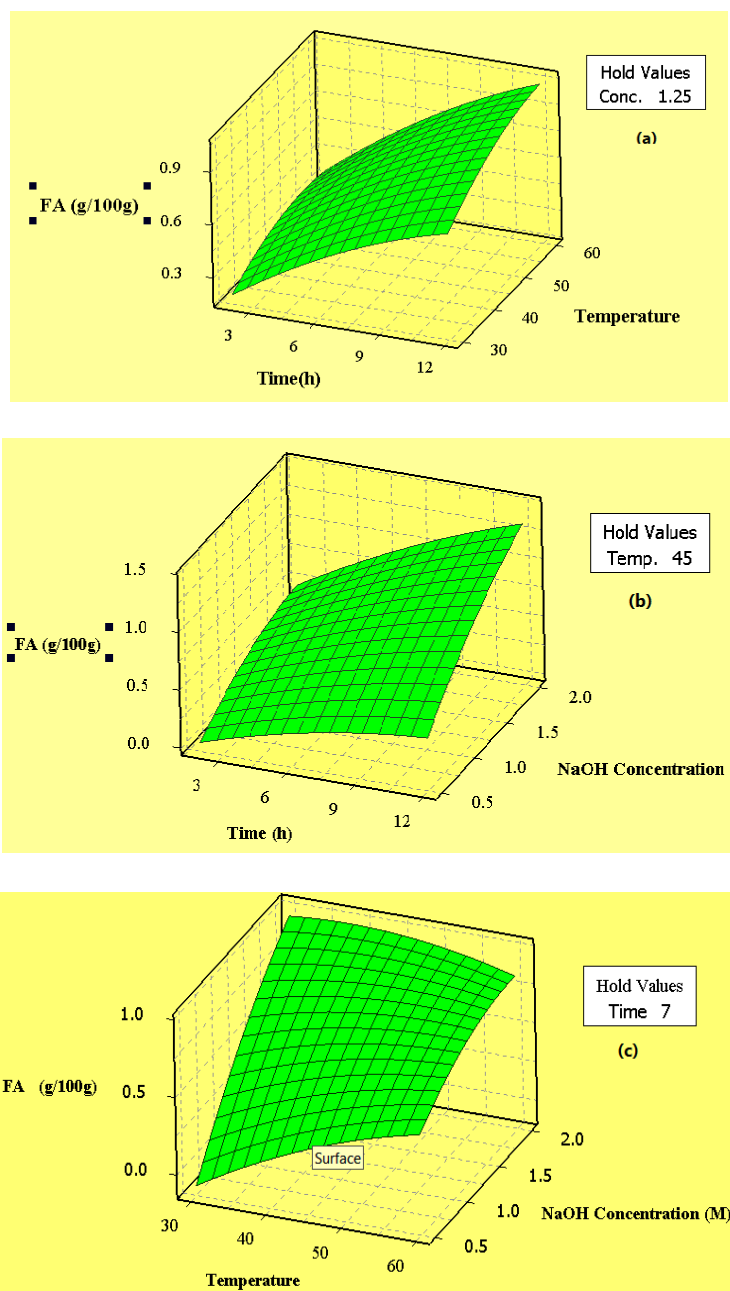 Hold Values
Conc. 1.25
(a)
0.9
FA (g/100g)
0.6
0.3
60
50
40
30
Temperature
3
6
9
12
Time(h)
Hold Values
Temp. 45
(b)
1.5
1.0
FA (g/100g)
0.5
0.0
2.0
1.5
1.0
0.5
NaOH Concentration
3
6
9
12
Time (h)
Hold Values
Time 7
(c)
1.0
FA (g/100g)
0.5
0.0
Surface
2.0
1.5
1.0
0.5
NaOH Concentration (M)
30
40
50
60
Temperature